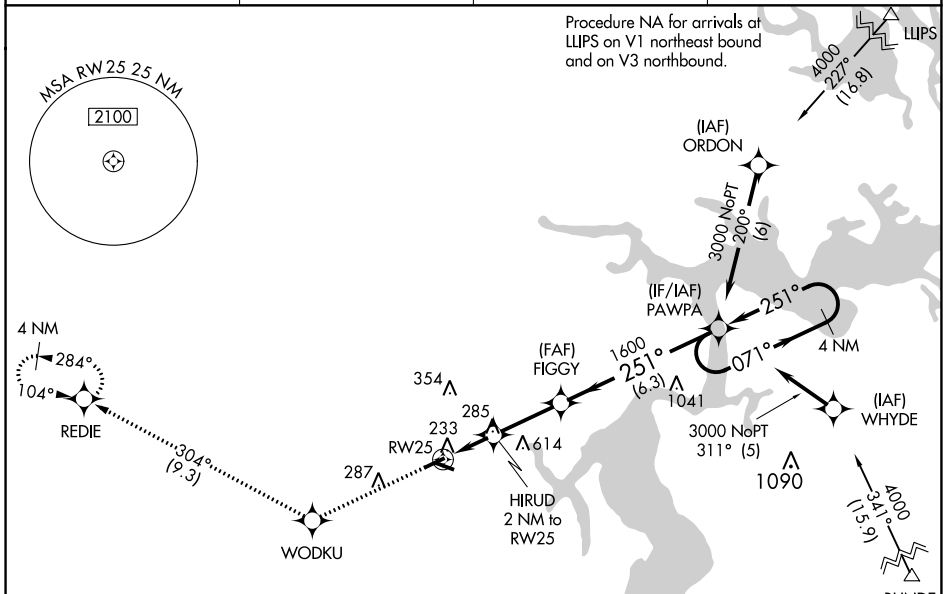 Procedure NA for arrivals at
LLIPS on V1 northeast bound
and on V3 northbound.
LLIPS
4000
227°
(16.8)
MSA RW25 25 NM
2100
(IAF)
ORDON
3000 NoPT
200°
(6)
(IF/IAF)
PAWPA
251°
071°
4 NM
4 NM
284°
104°
REDIE
(FAF)
FIGGY
1600
251°
(6.3)
1041
354
285
233
RW25
614
287
(IAF)
WHYDE
3000 NoPT
311° (5)
1090
304°
(9.3)
HIRUD
2 NM to
RW25
WODKU
4000
341°
(15.9)